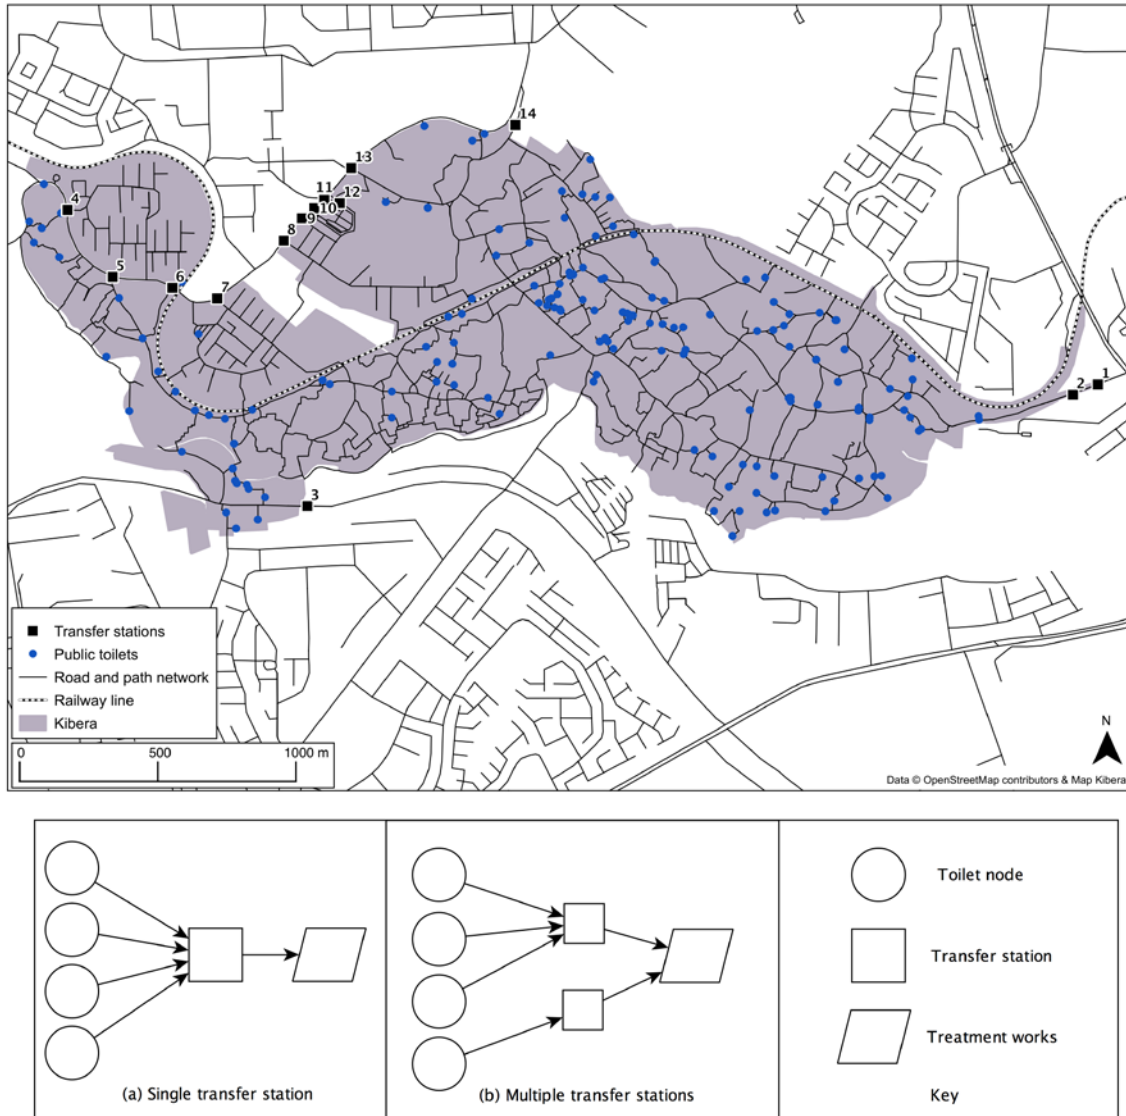 14
13
11
12
10
9
8
4
5
6
7
1
2
3
Transfer stations
Public toilets
Road and path network
Railway line
Kibera
0 500 1000 m
N
Data © OpenStreetMap contributors & Map Kibera
Toilet node
Transfer station
Treatment works
(a) Single transfer station
(b) Multiple transfer stations
Key